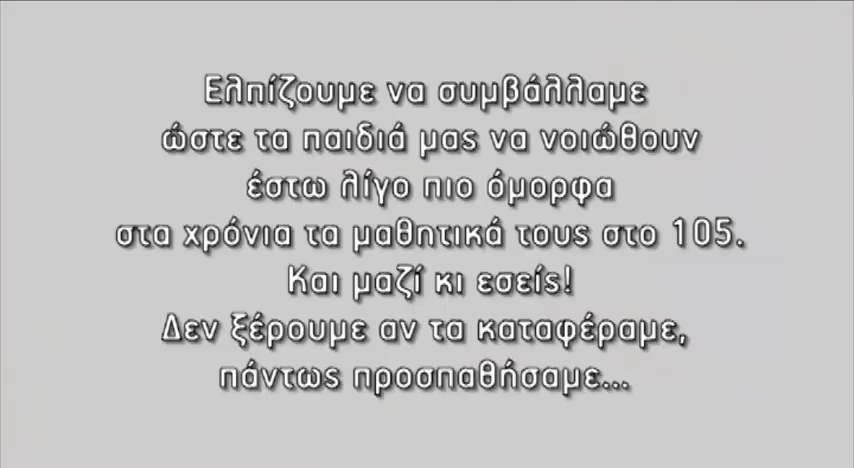 Ελπίζουμε να συμβάλλαμε
ώστε τα παιδιά μας να νοιώθουν
έστω λίγο πιο όμορφα
στα χρόνια τα μαθητικά τους στο 105.
Και μαζί κι εσείς!
Δεν ξέρουμε αν τα καταφέραμε,
πάντως προσπαθήσαμε...